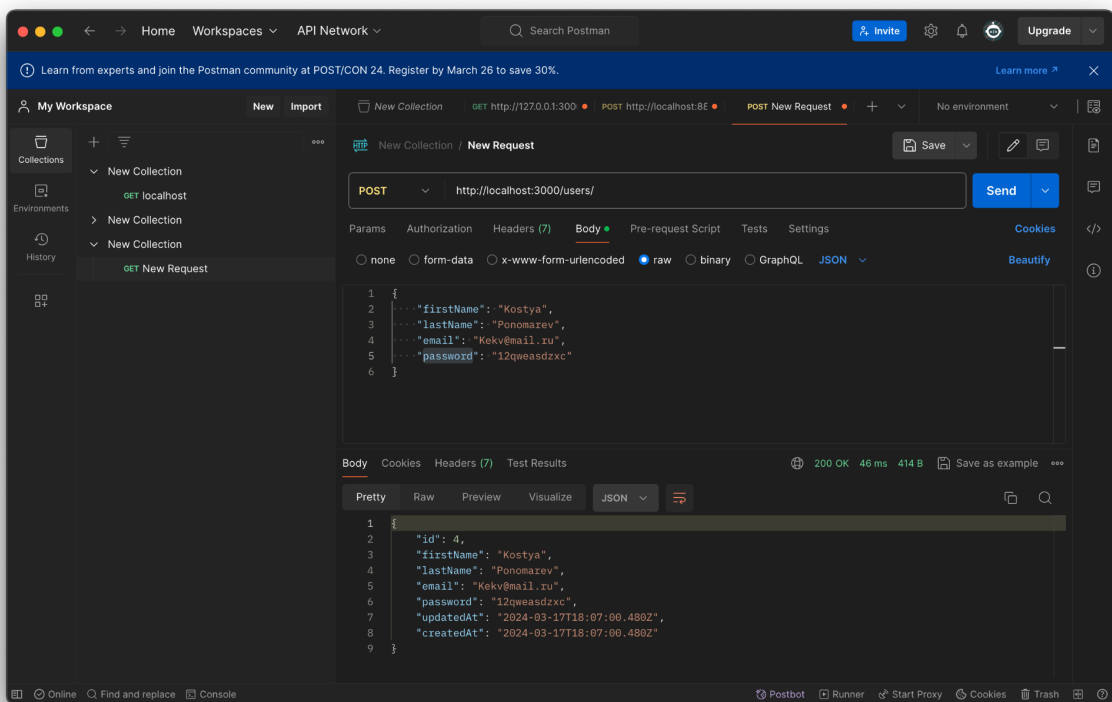 Home Workspaces API Network Search Postman Invite Upgrade
Learn from experts and join the Postman community at POST/CON 24. Register by March 26 to save 30%. Learn more
My Workspace New Import New Collection GET http://127.0.0.1:300 POST http://localhost:88 POST New Request No environment
Collections
Environments
History
New Collection
GET localhost
New Collection
New Collection
GET New Request
HTTP New Collection / New Request Save
POST http://localhost:3000/users/ Send
Params Authorization Headers (7) Body Pre-request Script Tests Settings Cookies
none form-data x-www-form-urlencoded raw binary GraphQL JSON Beautify
1 {
2 "firstName": "Kostya",
3 "lastName": "Ponomarev",
4 "email": "Kekv@mail.ru",
5 "password": "12qweasdzxc"
6 }
Body Cookies Headers (7) Test Results 200 OK 46 ms 414 B Save as example
Pretty Raw Preview Visualize JSON
1 {
2 "id": 4,
3 "firstName": "Kostya",
4 "lastName": "Ponomarev",
5 "email": "Kekv@mail.ru",
6 "password": "12qweasdzxc",
7 "updatedAt": "2024-03-17T18:07:00.480Z",
8 "createdAt": "2024-03-17T18:07:00.480Z"
9 }
Online Find and replace Console Postbot Runner Start Proxy Cookies Trash